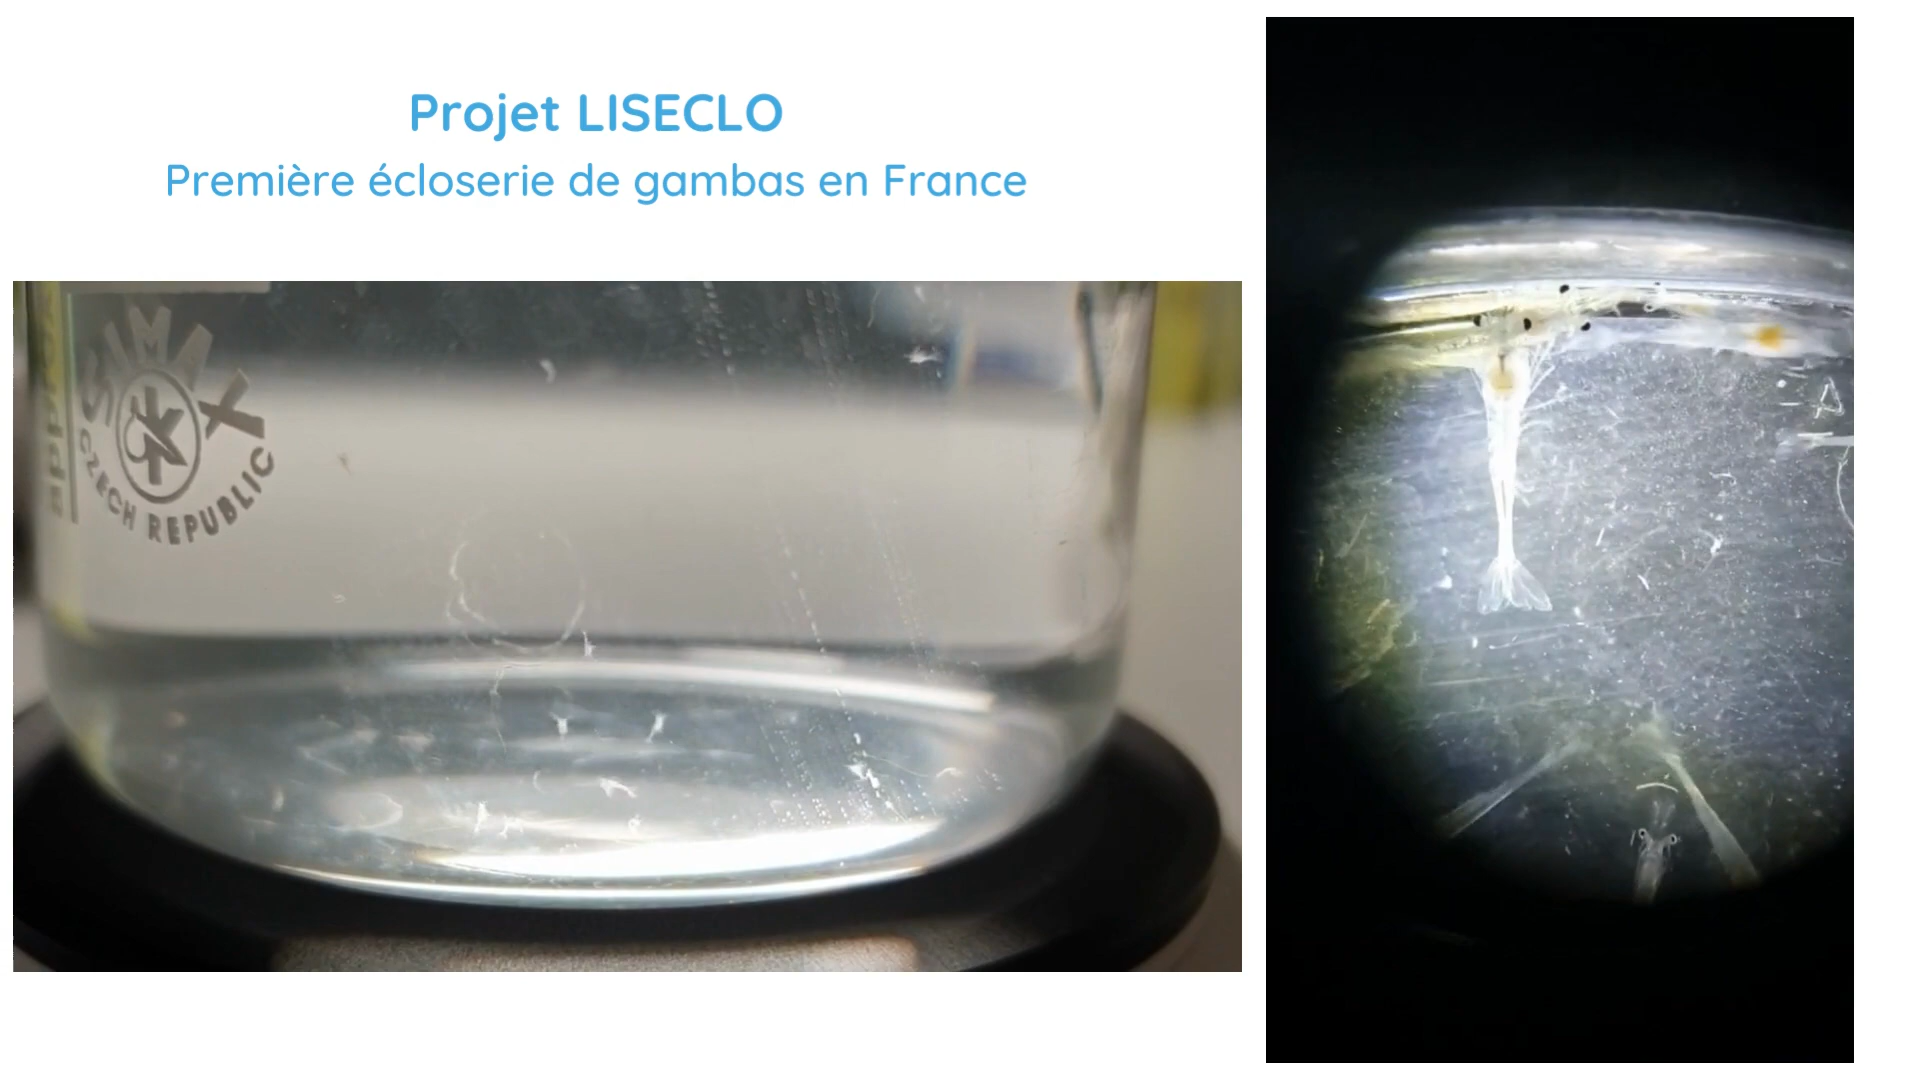 Projet LISECLO
Première écloserie de gambas en France
SIMAX
CZECH REPUBLIC